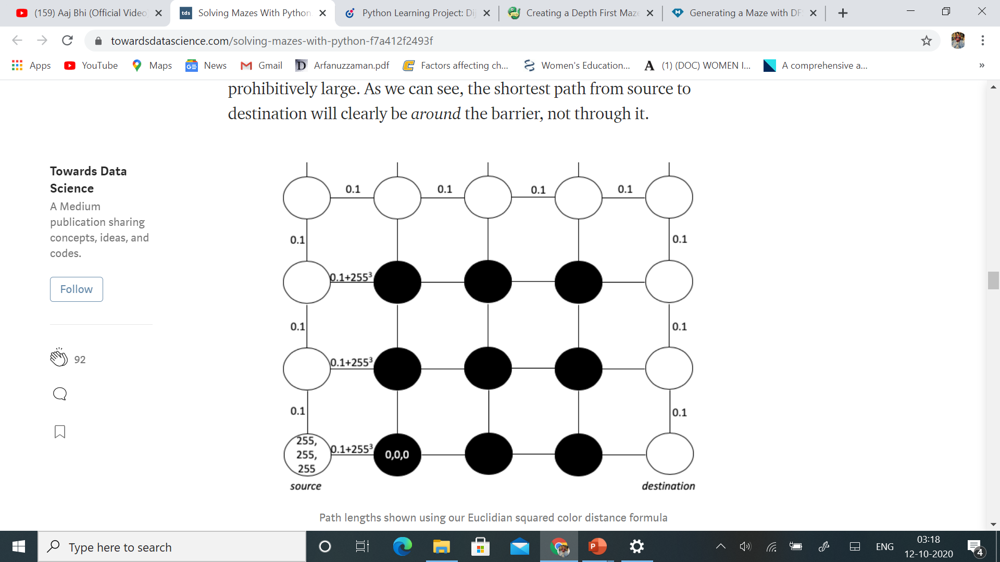 (159) Aaj Bhi (Official Video
tds Solving Mazes With Python
Python Learning Project: Dij
Creating a Depth First Maze
Generating a Maze with DFS
towardsdatascience.com/solving-mazes-with-python-f7a412f2493f
Apps YouTube Maps GE News Gmail D Arfanuzzaman.pdf Factors affecting ch... Women's Education... A (1) (DOC) WOMEN I... A comprehensive a... »
prohibitively large. As we can see, the shortest path from source to
destination will clearly be around the barrier, not through it.
Towards Data
Science
A Medium
publication sharing
concepts, ideas, and
codes.
Follow
92
0.1 0.1 0.1 0.1
0.1 0.1
0.1+255³
0.1 0.1
0.1+255³
0.1 0.1
255,
255,
255
0.1+255³
0,0,0
source destination
Path lengths shown using our Euclidian squared color distance formula
Type here to search
P
ENG
03:18
12-10-2020
4